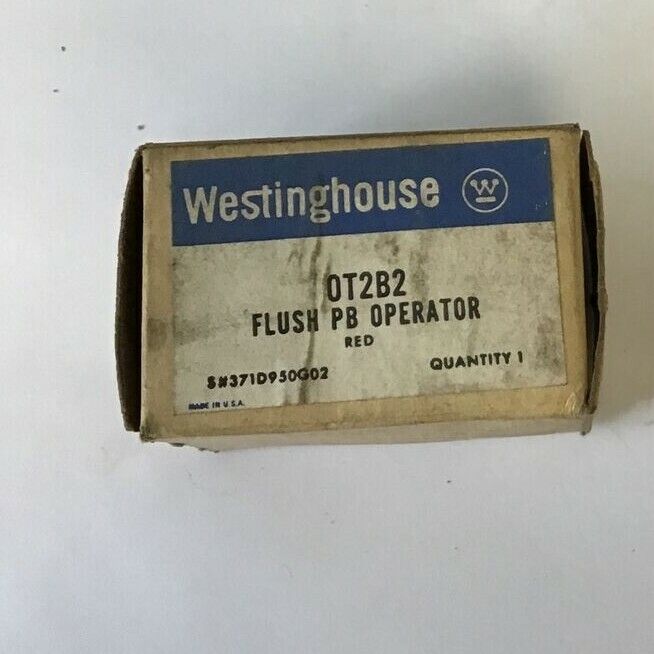 Westinghouse W
OT2B2
FLUSH PB OPERATOR
RED
S#371D950G02 QUANTITY 1
MADE IN U.S.A.